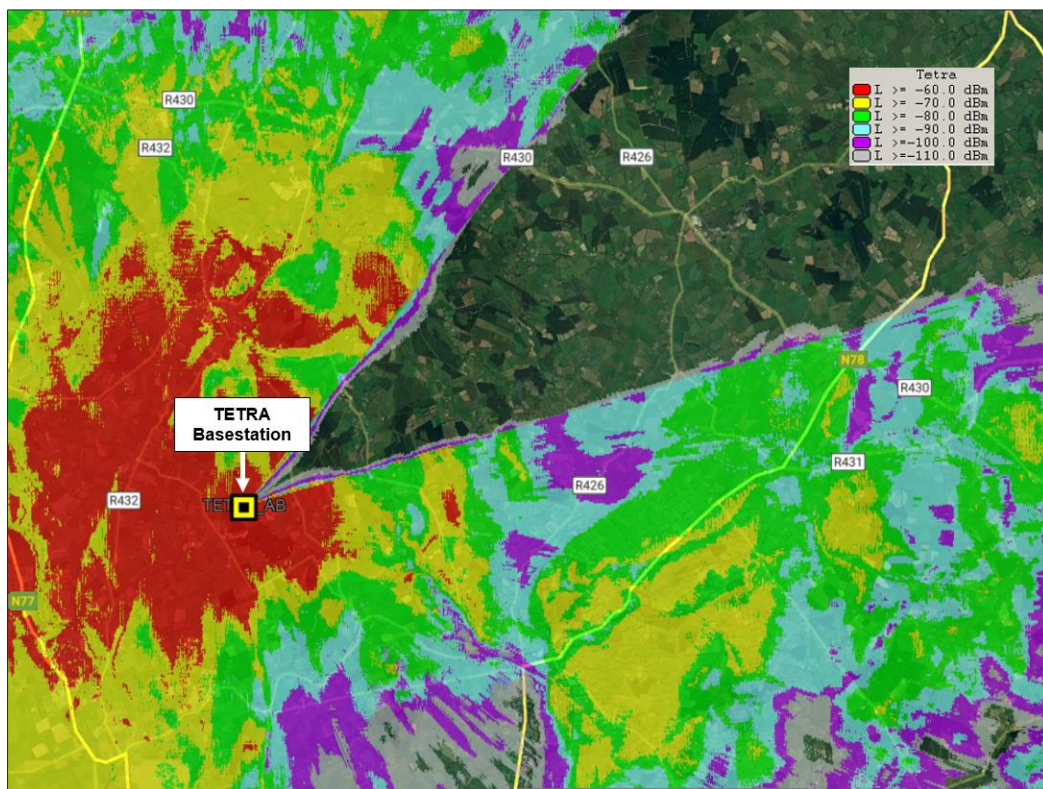 R430
R432
R430
R426
Tetra
L >= -60.0 dBm
L >= -70.0 dBm
L >= -80.0 dBm
L >= -90.0 dBm
L >=-100.0 dBm
L >=-110.0 dBm
N78
R430
TETRA
Basestation
R431
R426
R432
N77